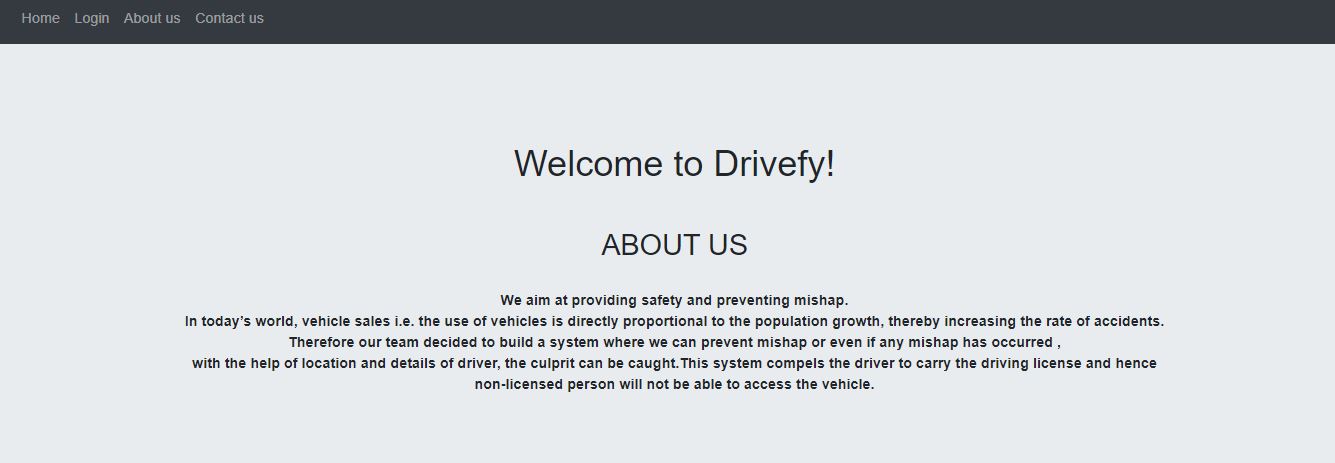 Home Login About us Contact us
Welcome to Drivefy!
ABOUT US
We aim at providing safety and preventing mishap.
In today’s world, vehicle sales i.e. the use of vehicles is directly proportional to the population growth, thereby increasing the rate of accidents.
Therefore our team decided to build a system where we can prevent mishap or even if any mishap has occurred ,
with the help of location and details of driver, the culprit can be caught.This system compels the driver to carry the driving license and hence
non-licensed person will not be able to access the vehicle.